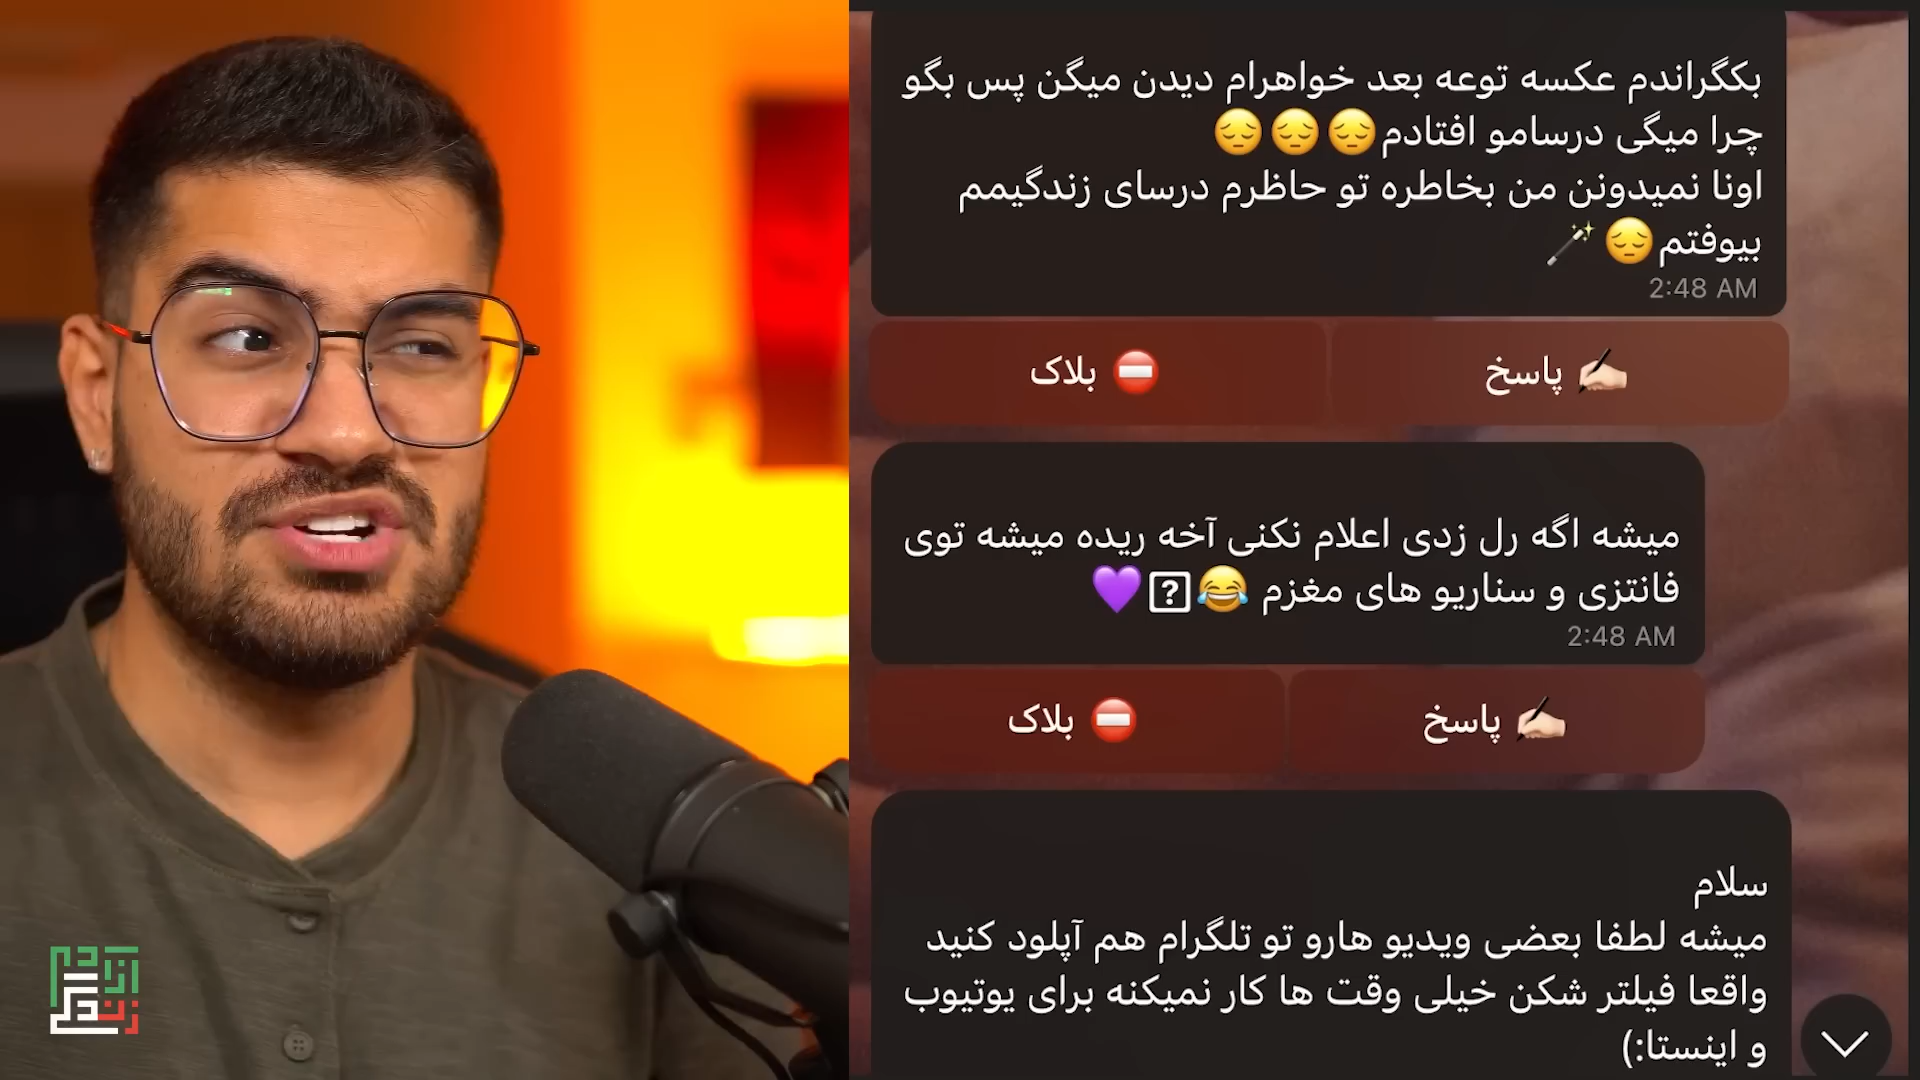 بکگراندم عکسه توعه بعد خواهرام دیدن میگن پس بگو
چرا میگی درسامو افتادم😔😔😔
اونا نمیدونن من بخاطره تو حاظرم درسای زندگیمم
بیوفتم😔🪄
2:48 AM
✍🏻 پاسخ
⛔ بلاک
میشه اگه رل زدی اعلام نکنی آخه ریده میشه توی
فانتزی و سناریو های مغزم 😂⍰💜
2:48 AM
✍🏻 پاسخ
⛔ بلاک
سلام
میشه لطفا بعضی ویدیو هارو تو تلگرام هم آپلود کنید
واقعا فیلتر شکن خیلی وقت ها کار نمیکنه برای یوتیوب
و اینستا:)